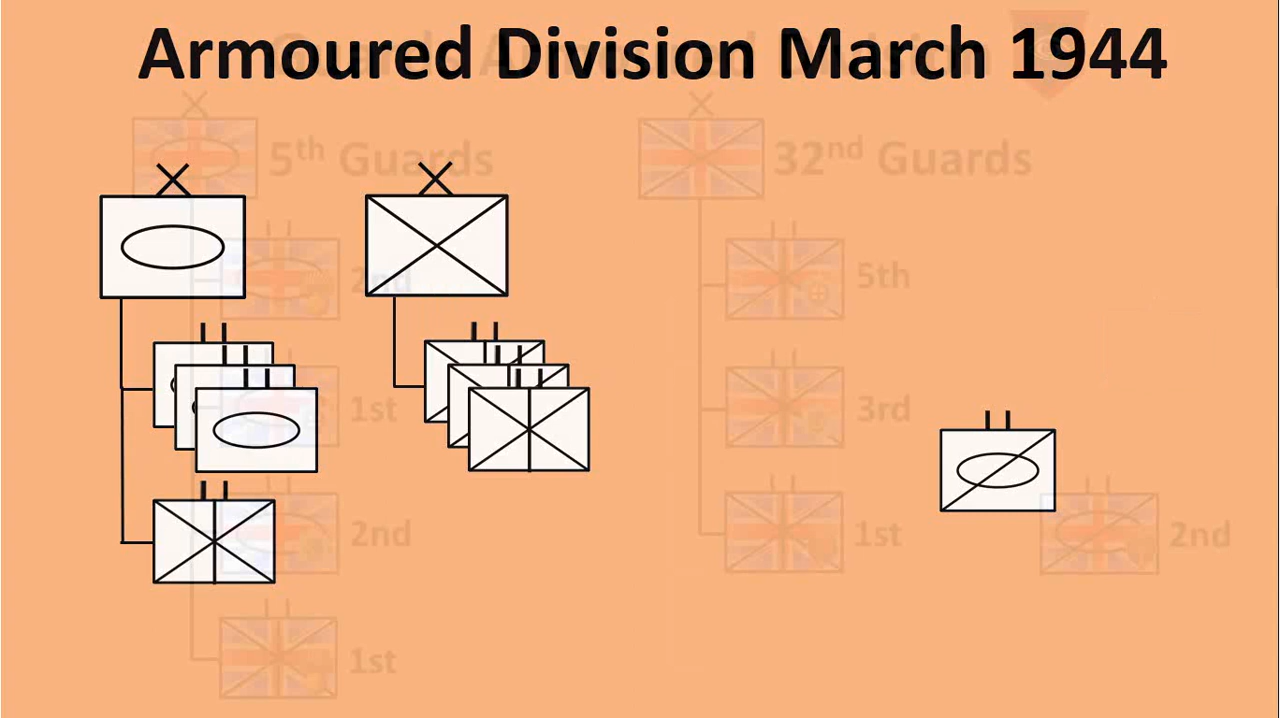 Armoured Division March 1944
5th Guards
32nd Guards
2nd
5th
1st
3rd
2nd
1st
2nd
1st